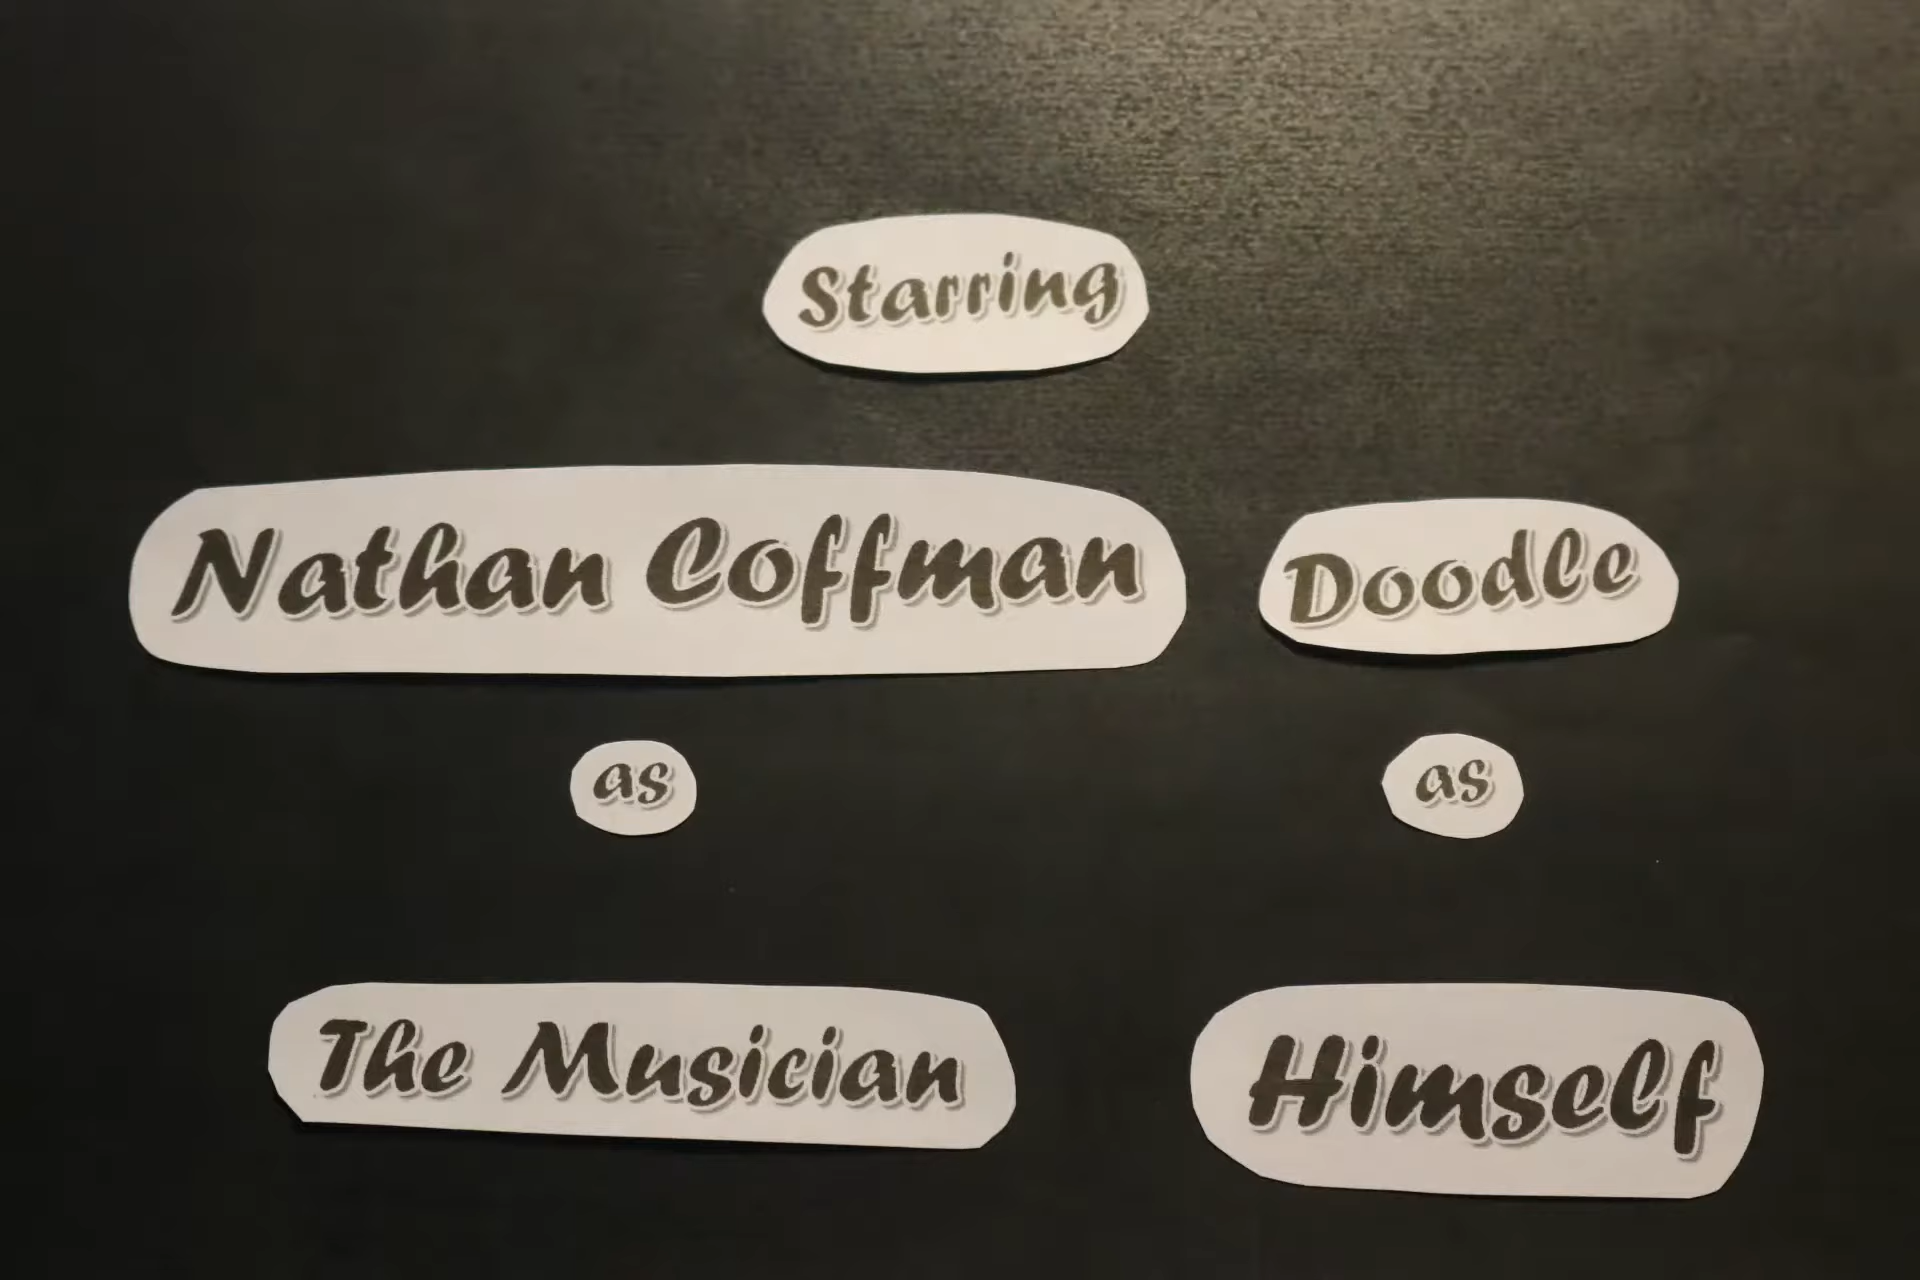 Starring
Nathan Coffman Doodle
as as
The Musician Himself